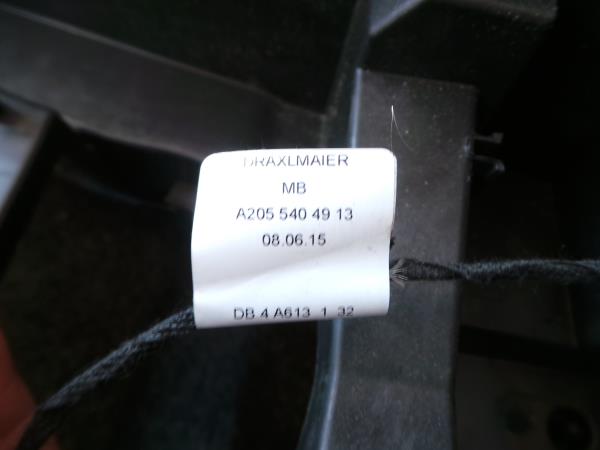 DRAXLMAIER
MB
A205 540 49 13
08.06.15
DB 4 A613 1 32